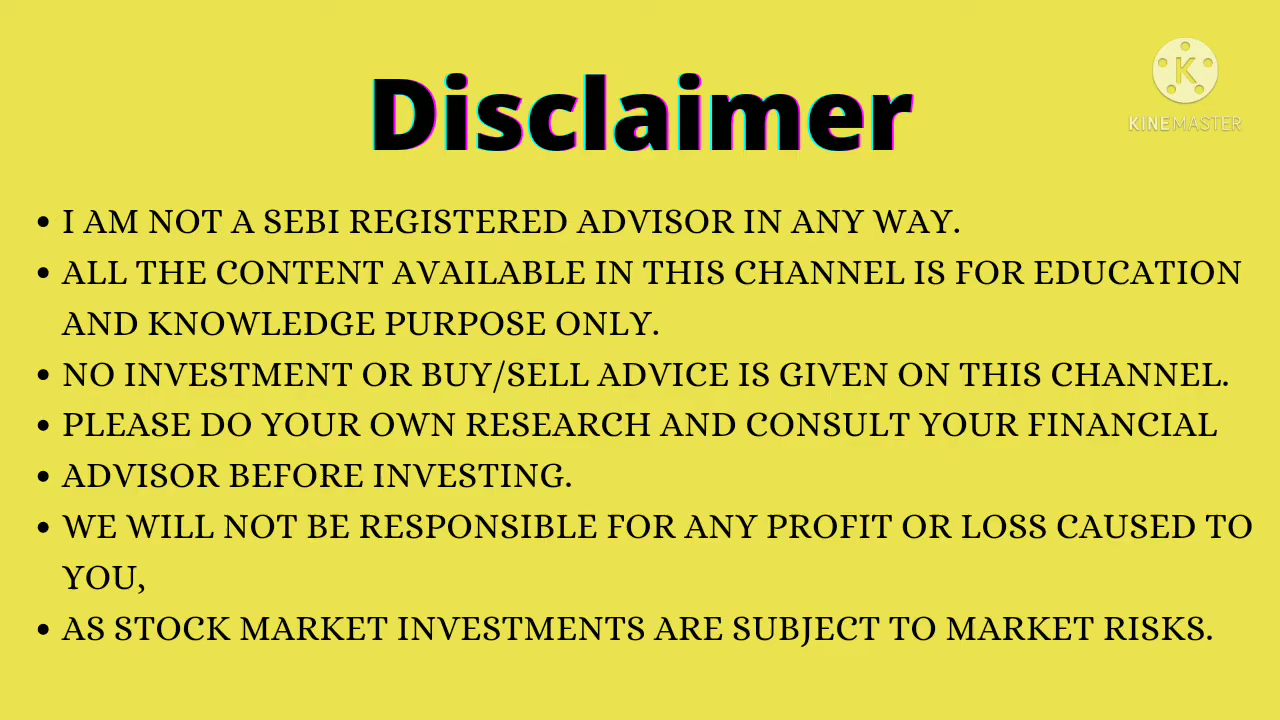 Disclaimer
K
KINEMASTER
• I AM NOT A SEBI REGISTERED ADVISOR IN ANY WAY.
• ALL THE CONTENT AVAILABLE IN THIS CHANNEL IS FOR EDUCATION
AND KNOWLEDGE PURPOSE ONLY.
• NO INVESTMENT OR BUY/SELL ADVICE IS GIVEN ON THIS CHANNEL.
• PLEASE DO YOUR OWN RESEARCH AND CONSULT YOUR FINANCIAL
• ADVISOR BEFORE INVESTING.
• WE WILL NOT BE RESPONSIBLE FOR ANY PROFIT OR LOSS CAUSED TO
YOU,
• AS STOCK MARKET INVESTMENTS ARE SUBJECT TO MARKET RISKS.